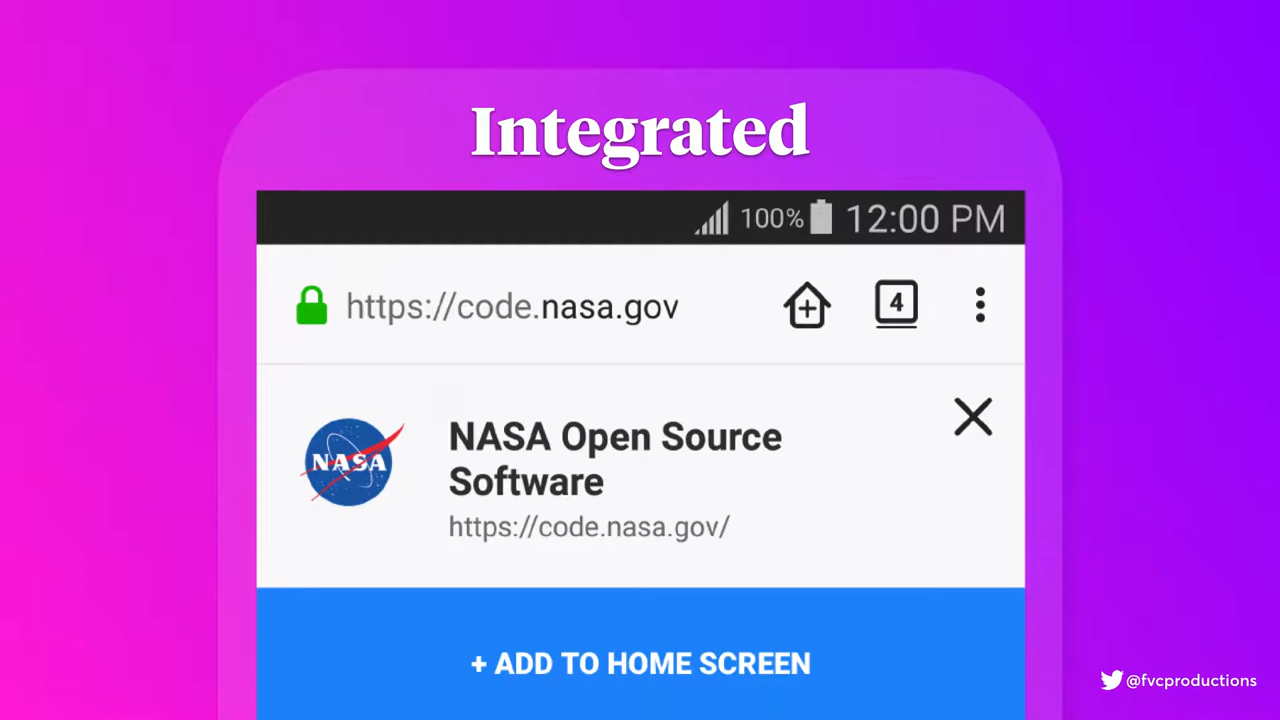 Integrated
100% 12:00 PM
https://code.nasa.gov 4
NASA
NASA Open Source
Software
https://code.nasa.gov/
+ ADD TO HOME SCREEN
@fvcproductions